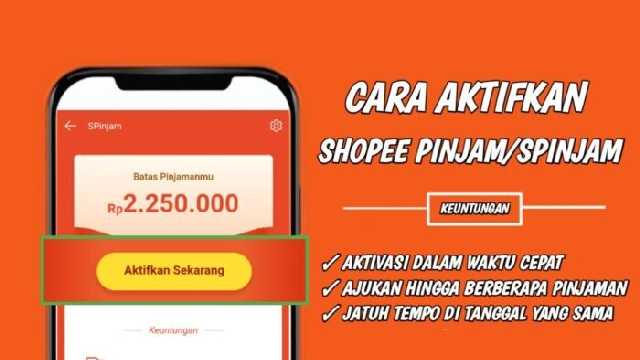 SPinjam
Batas Pinjamanmu
Rp2.250.000
Aktifkan Sekarang
Keuntungan
CARA AKTIFKAN
SHOPEE PINJAM/SPINJAM
KEUNTUNGAN
✓ AKTIVASI DALAM WAKTU CEPAT
✓ AJUKAN HINGGA BERBERAPA PINJAMAN
✓ JATUH TEMPO DI TANGGAL YANG SAMA